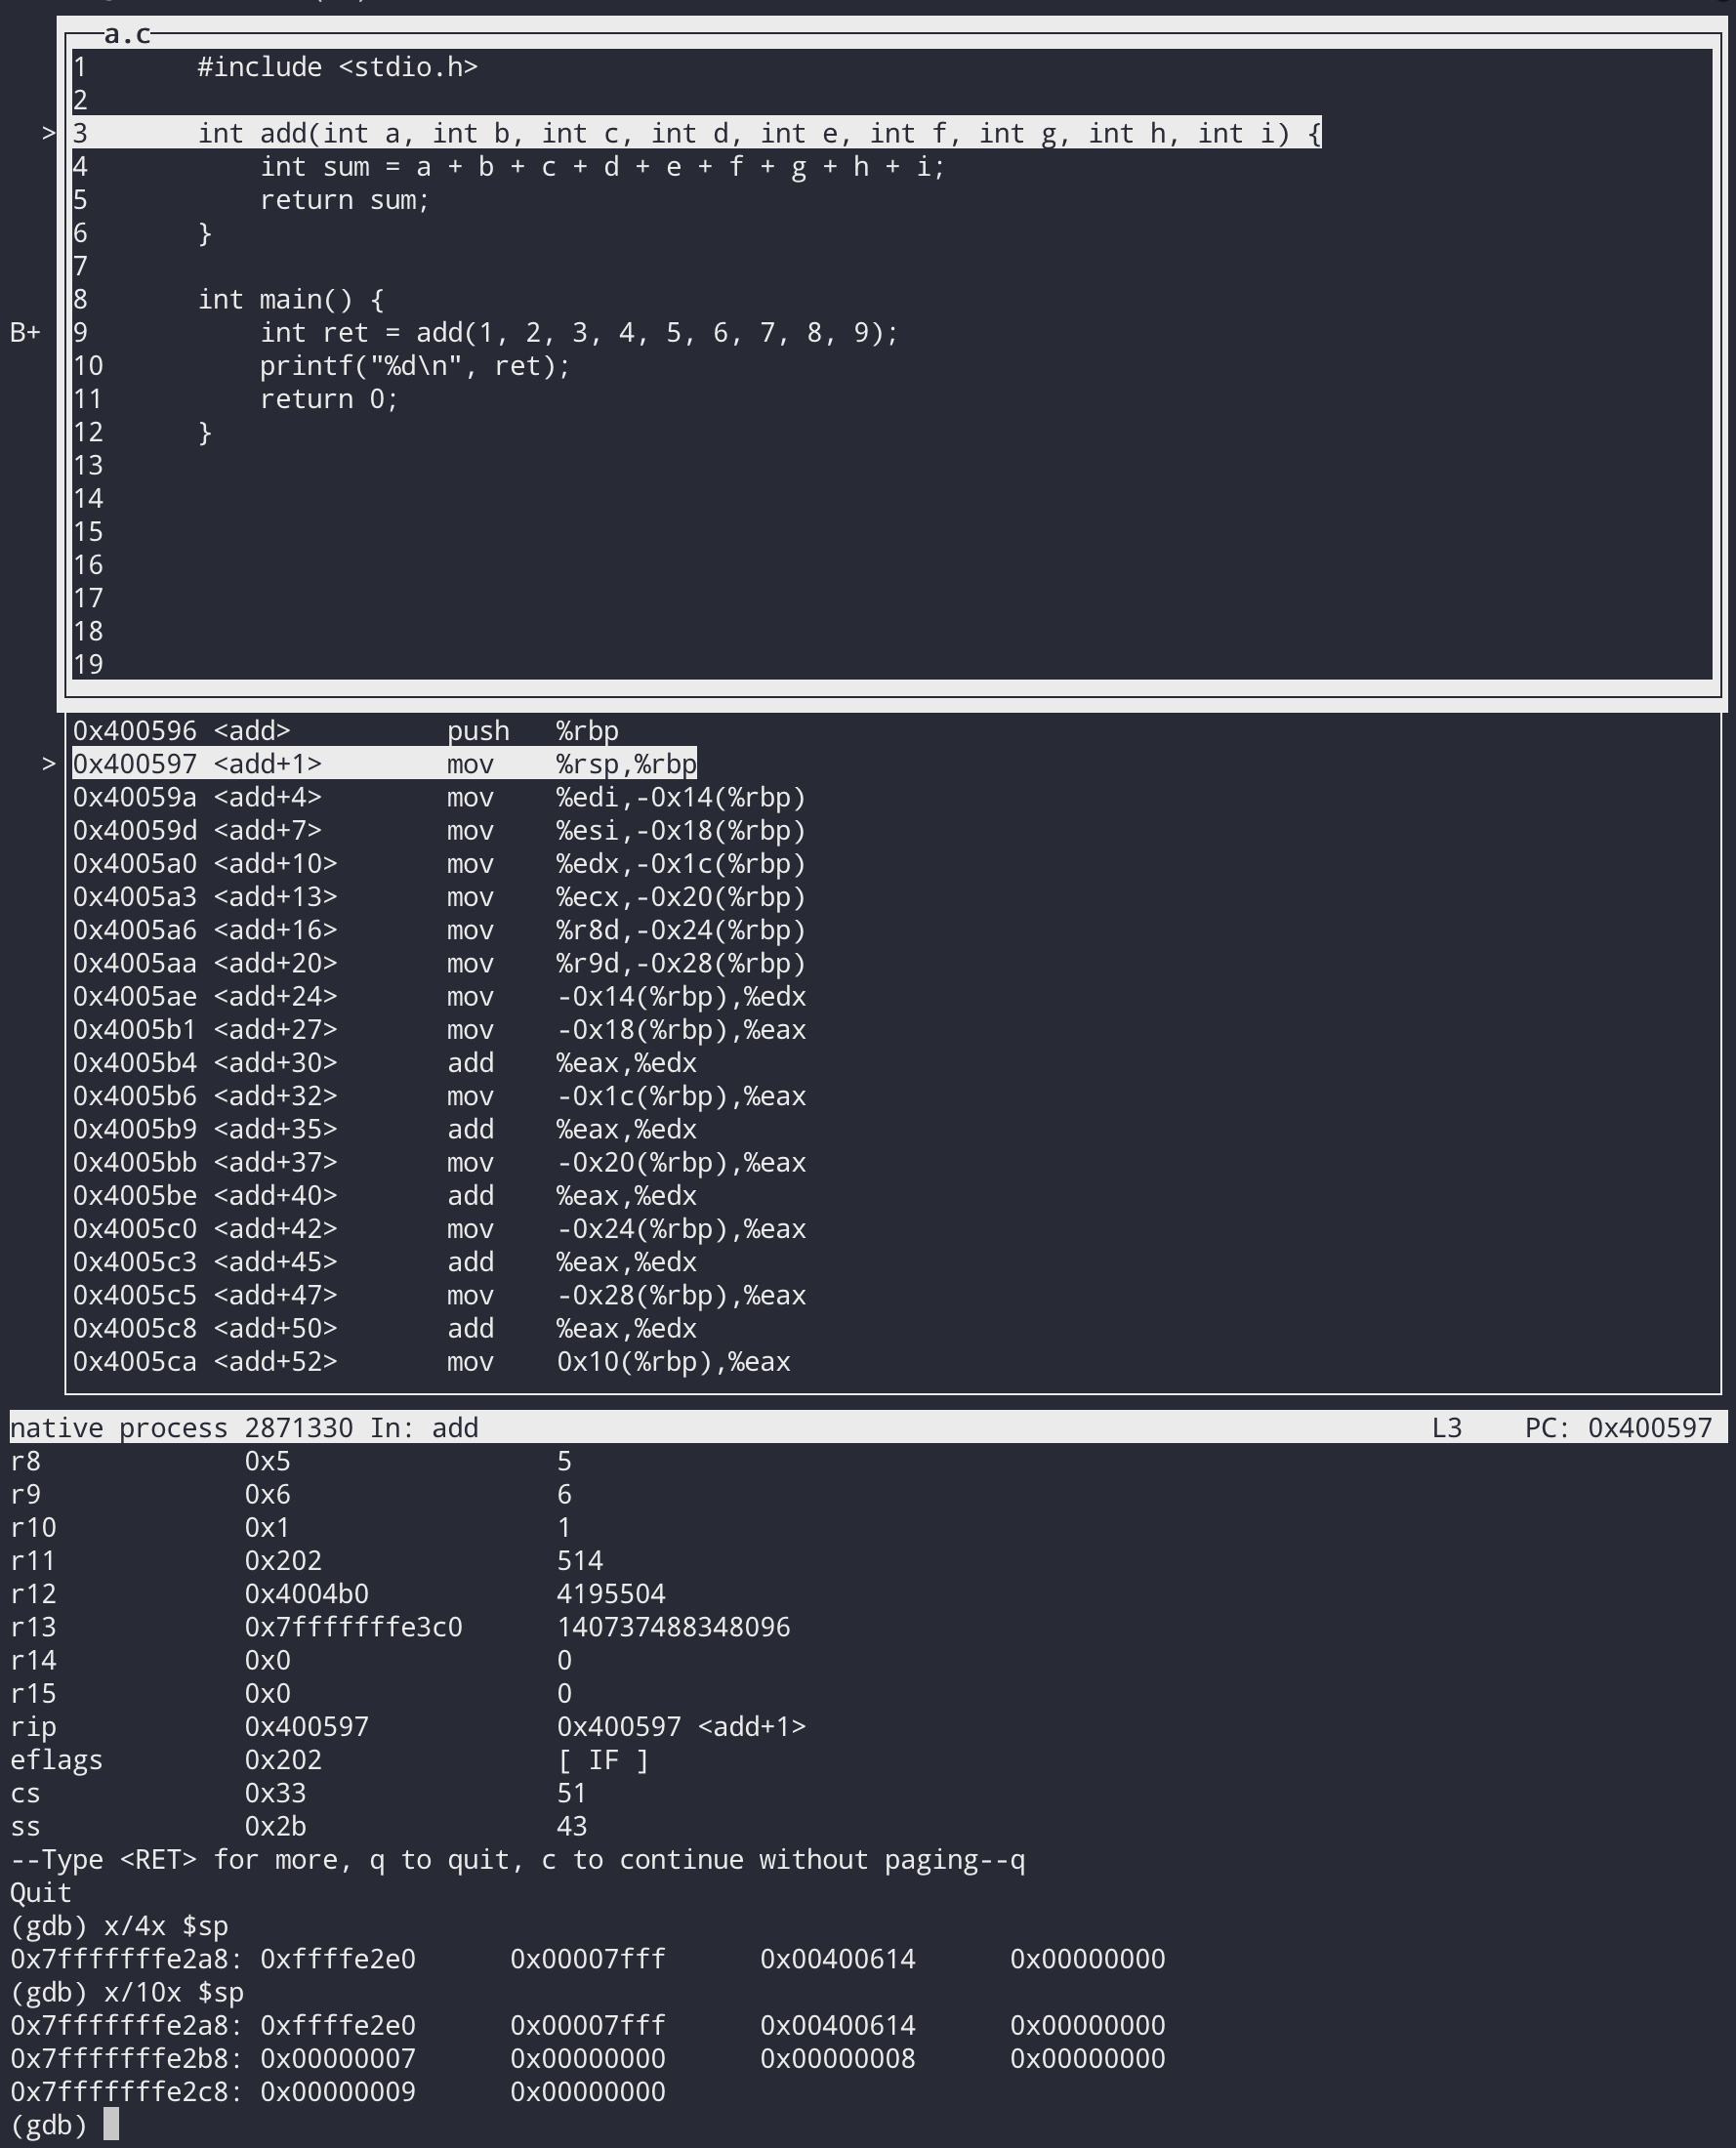 a.c
1       #include <stdio.h>
2
> 3       int add(int a, int b, int c, int d, int e, int f, int g, int h, int i) {
4           int sum = a + b + c + d + e + f + g + h + i;
5           return sum;
6       }
7
8       int main() {
B+ 9           int ret = add(1, 2, 3, 4, 5, 6, 7, 8, 9);
10          printf("%d\n", ret);
11          return 0;
12      }
13
14
15
16
17
18
19
0x400596 <add>          push   %rbp
> 0x400597 <add+1>        mov    %rsp,%rbp
0x40059a <add+4>        mov    %edi,-0x14(%rbp)
0x40059d <add+7>        mov    %esi,-0x18(%rbp)
0x4005a0 <add+10>       mov    %edx,-0x1c(%rbp)
0x4005a3 <add+13>       mov    %ecx,-0x20(%rbp)
0x4005a6 <add+16>       mov    %r8d,-0x24(%rbp)
0x4005aa <add+20>       mov    %r9d,-0x28(%rbp)
0x4005ae <add+24>       mov    -0x14(%rbp),%edx
0x4005b1 <add+27>       mov    -0x18(%rbp),%eax
0x4005b4 <add+30>       add    %eax,%edx
0x4005b6 <add+32>       mov    -0x1c(%rbp),%eax
0x4005b9 <add+35>       add    %eax,%edx
0x4005bb <add+37>       mov    -0x20(%rbp),%eax
0x4005be <add+40>       add    %eax,%edx
0x4005c0 <add+42>       mov    -0x24(%rbp),%eax
0x4005c3 <add+45>       add    %eax,%edx
0x4005c5 <add+47>       mov    -0x28(%rbp),%eax
0x4005c8 <add+50>       add    %eax,%edx
0x4005ca <add+52>       mov    0x10(%rbp),%eax
native process 2871330 In: add                    L3    PC: 0x400597
r8             0x5                 5
r9             0x6                 6
r10            0x1                 1
r11            0x202               514
r12            0x4004b0            4195504
r13            0x7fffffffe3c0      140737488348096
r14            0x0                 0
r15            0x0                 0
rip            0x400597            0x400597 <add+1>
eflags         0x202               [ IF ]
cs             0x33                51
ss             0x2b                43
--Type <RET> for more, q to quit, c to continue without paging--q
Quit
(gdb) x/4x $sp
0x7fffffffe2a8: 0xffffe2e0      0x00007fff      0x00400614      0x00000000
(gdb) x/10x $sp
0x7fffffffe2a8: 0xffffe2e0      0x00007fff      0x00400614      0x00000000
0x7fffffffe2b8: 0x00000007      0x00000000      0x00000008      0x00000000
0x7fffffffe2c8: 0x00000009      0x00000000
(gdb)